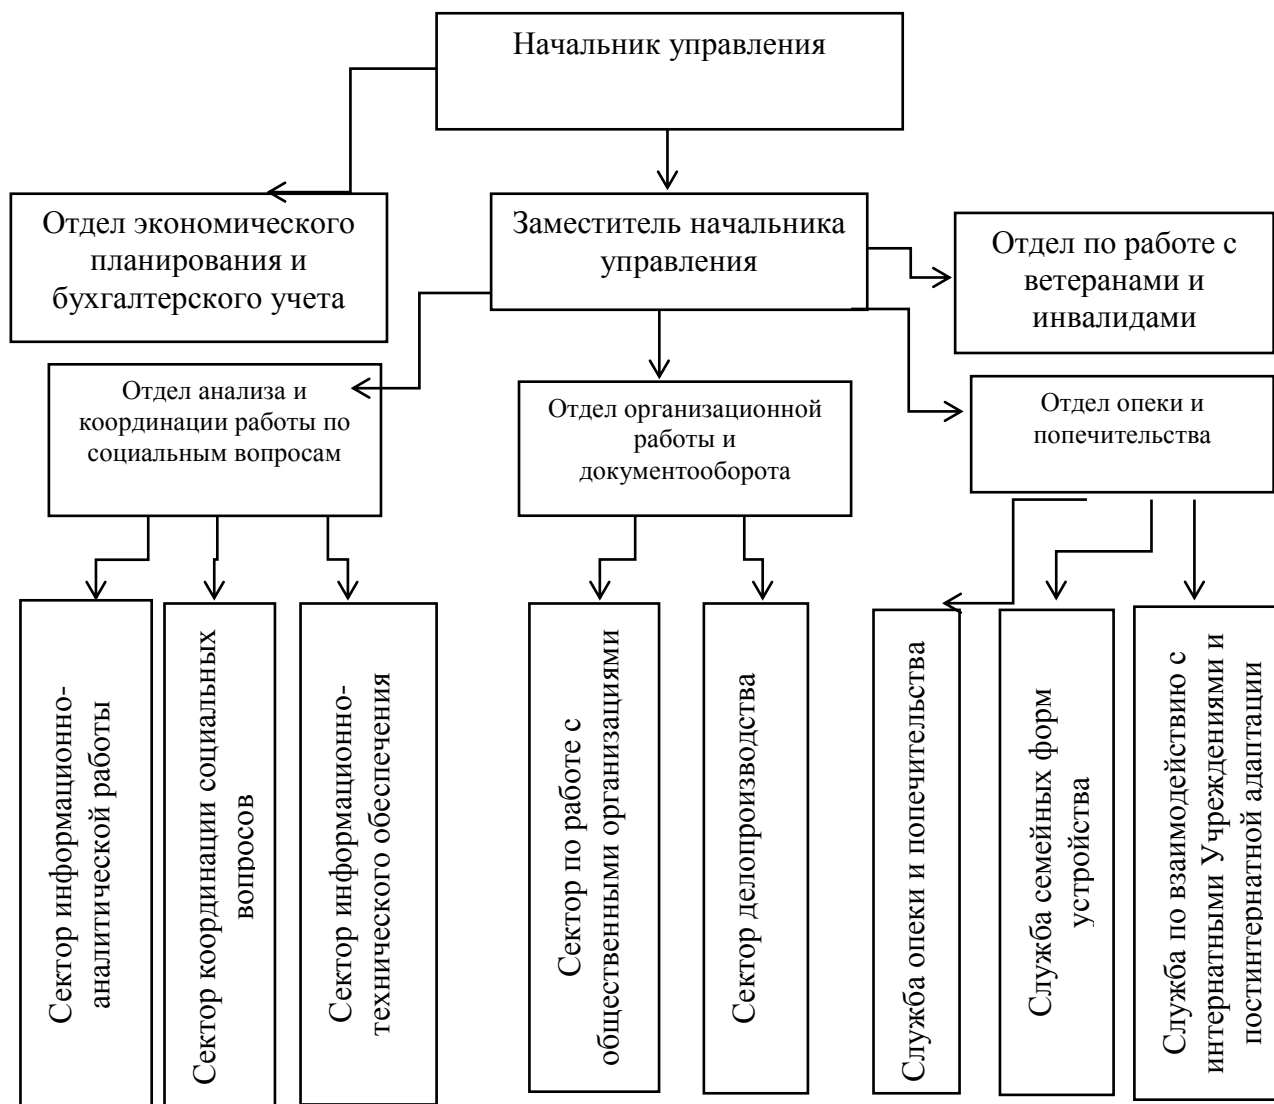 Начальник управления
Отдел экономического
планирования и
бухгалтерского учета
Заместитель начальника
управления
Отдел по работе с
ветеранами и
инвалидами
Отдел анализа и
координации работы по
социальным вопросам
Отдел организационной
работы и
документооборота
Отдел опеки и
попечительства
Сектор информационно-
аналитической работы
Сектор координации социальных
вопросов
Сектор информационно-
технического обеспечения
Сектор по работе с
общественными организациями
Сектор делопроизводства
Служба опеки и попечительства
Служба семейных форм
устройства
Служба по взаимодействию с
интернатными Учреждениями и
постинтернатной адаптации